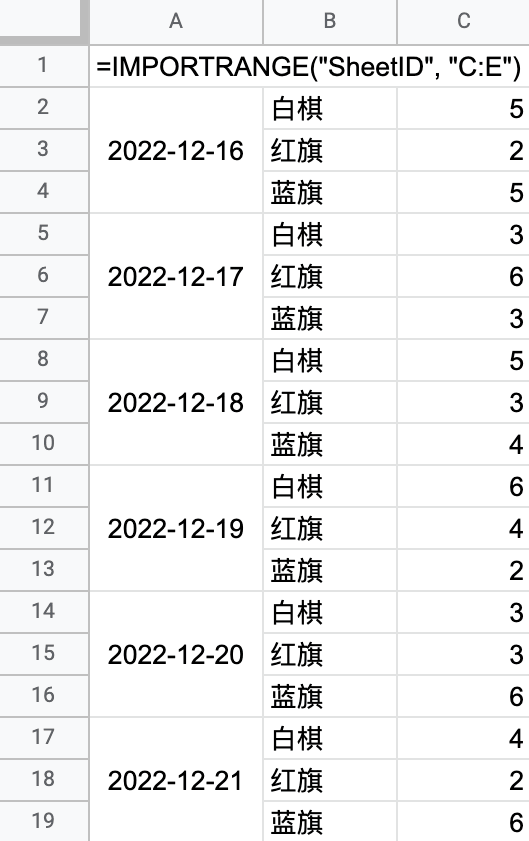 A B C
1 =IMPORTRANGE("SheetID", "C:E")
2 白棋 5
3 2022-12-16 红旗 2
4 蓝旗 5
5 白棋 3
6 2022-12-17 红旗 6
7 蓝旗 3
8 白棋 5
9 2022-12-18 红旗 3
10 蓝旗 4
11 白棋 6
12 2022-12-19 红旗 4
13 蓝旗 2
14 白棋 3
15 2022-12-20 红旗 3
16 蓝旗 6
17 白棋 4
18 2022-12-21 红旗 2
19 蓝旗 6